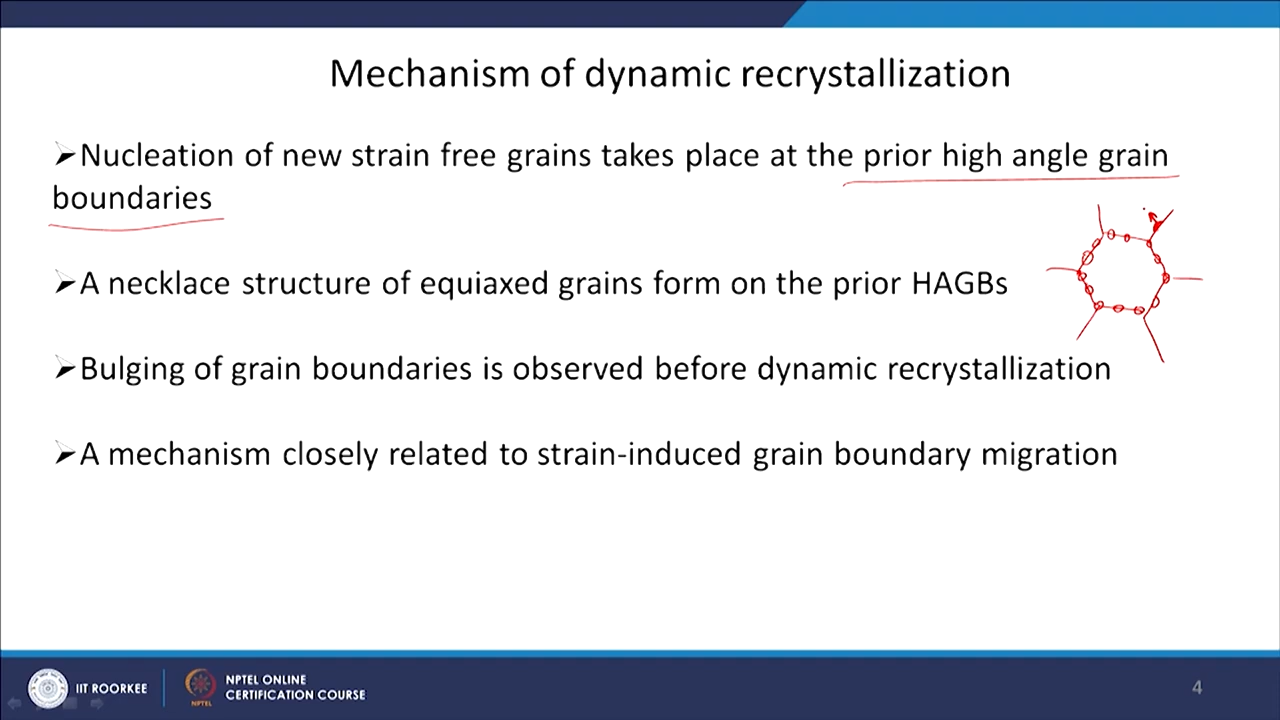 Mechanism of dynamic recrystallization
➢Nucleation of new strain free grains takes place at the prior high angle grain
boundaries
➢A necklace structure of equiaxed grains form on the prior HAGBs
➢Bulging of grain boundaries is observed before dynamic recrystallization
➢A mechanism closely related to strain-induced grain boundary migration
IIT ROORKEE
NPTEL
NPTEL ONLINE
CERTIFICATION COURSE
4